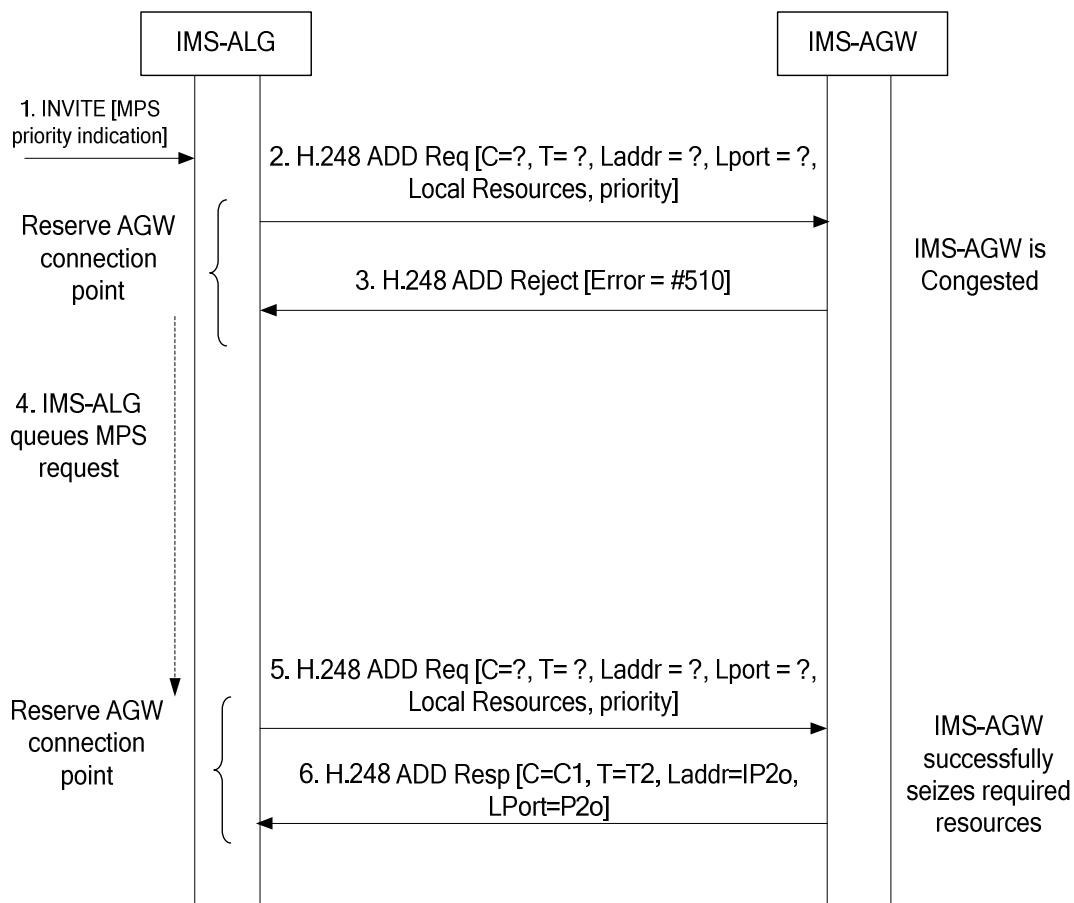 IMS-ALG
IMS-AGW
1. INVITE [MPS
priority indication]
2. H.248 ADD Req [C=?, T= ?, Laddr = ?, Lport = ?,
Local Resources, priority]
Reserve AGW
connection
point
3. H.248 ADD Reject [Error = #510]
IMS-AGW is
Congested
4. IMS-ALG
queues MPS
request
5. H.248 ADD Req [C=?, T= ?, Laddr = ?, Lport = ?,
Local Resources, priority]
Reserve AGW
connection
point
6. H.248 ADD Resp [C=C1, T=T2, Laddr=IP2o,
LPort=P2o]
IMS-AGW
successfully
seizes required
resources